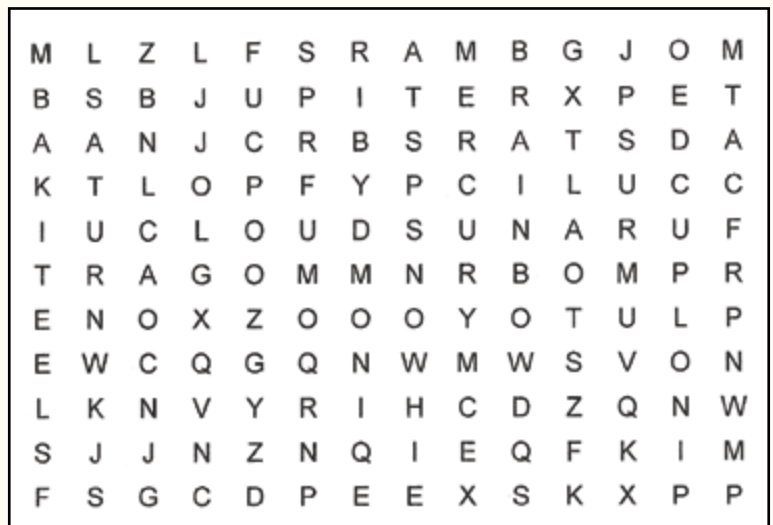 M L Z L F S R A M B G J O M
B S B J U P I T E R X P E T
A A N J C R B S R A T S D A
K T L O P F Y P C I L U C C
I U C L O U D S U N A R U F
T R A G O M M N R B O M P R
E N O X Z O O O Y O T U L P
E W C Q G Q N W M W S V O N
L K N V Y R I H C D Z Q N W
S J J N Z N Q I E Q F K I M
F S G C D P E E X S K X P P